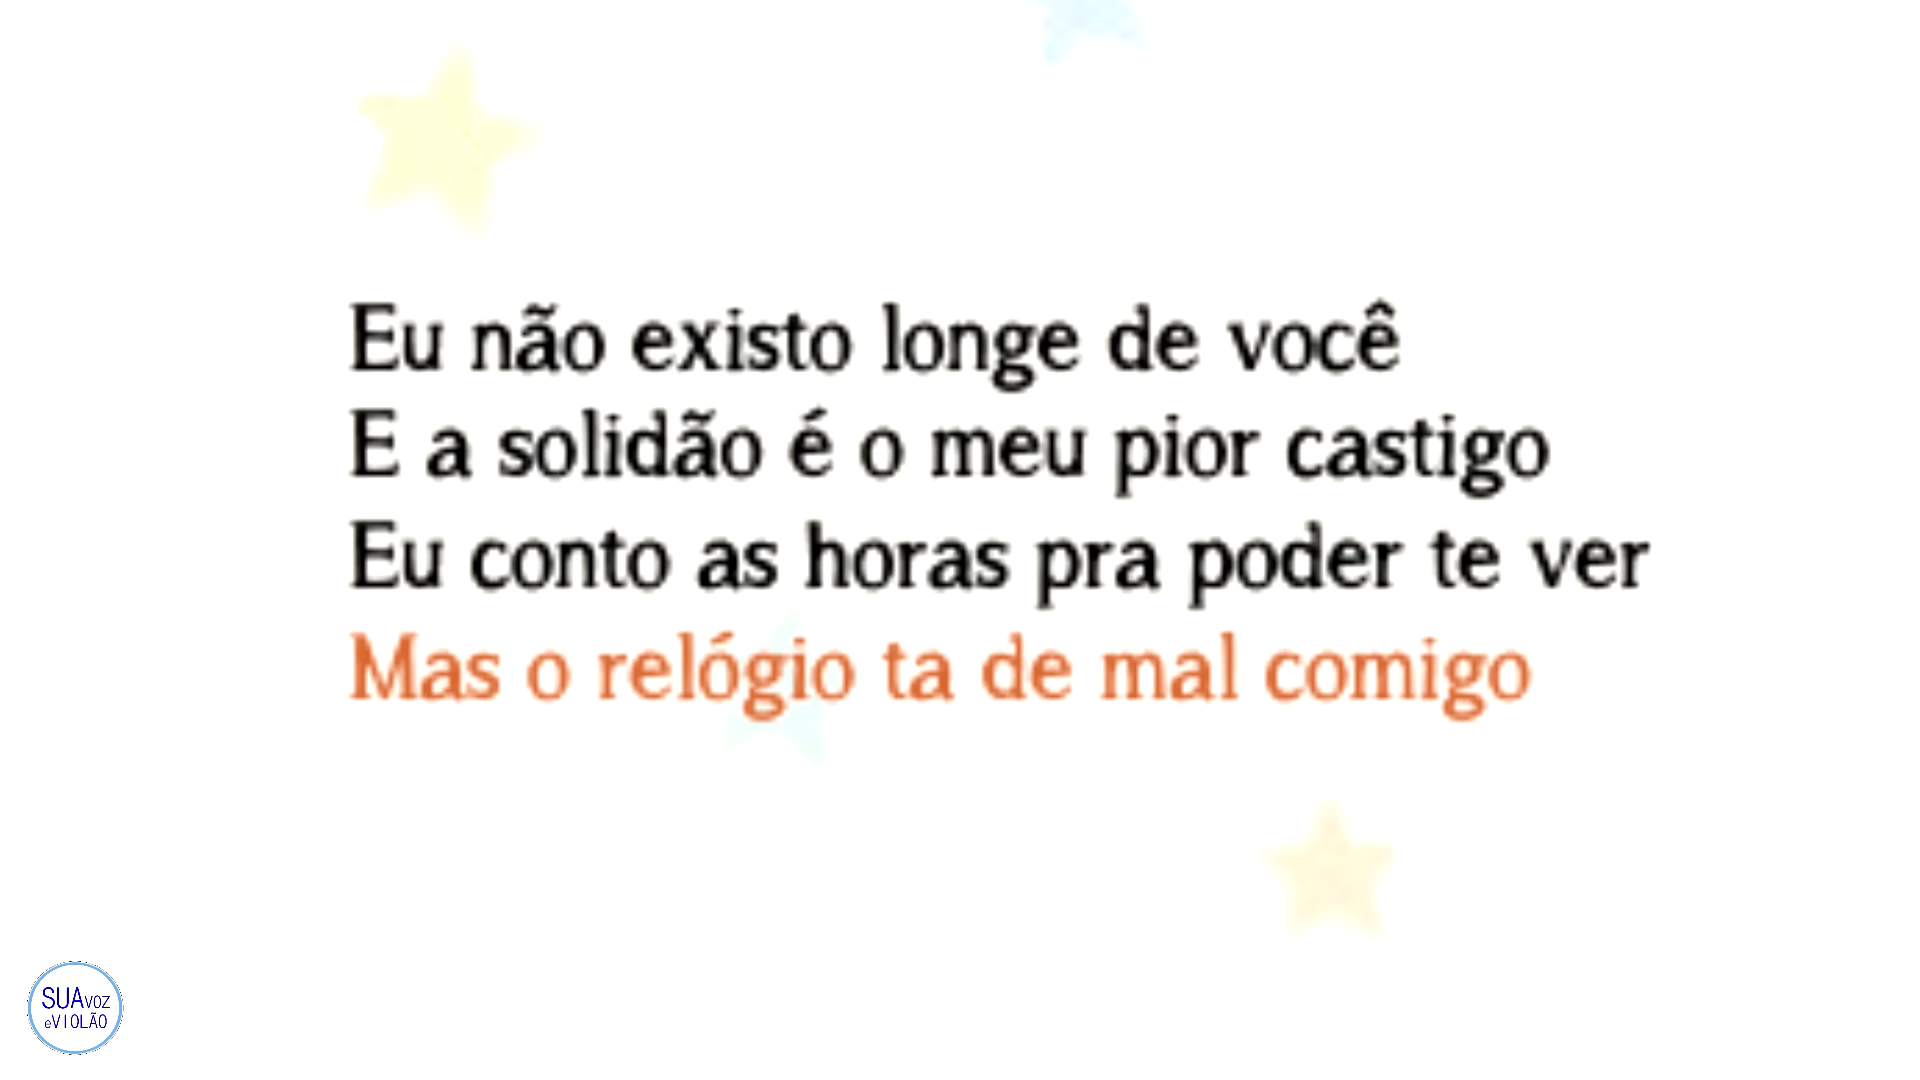 Eu não existo longe de você
E a solidão é o meu pior castigo
Eu conto as horas pra poder te ver
Mas o relógio ta de mal comigo
SUAVOZ
eVIOLÃO